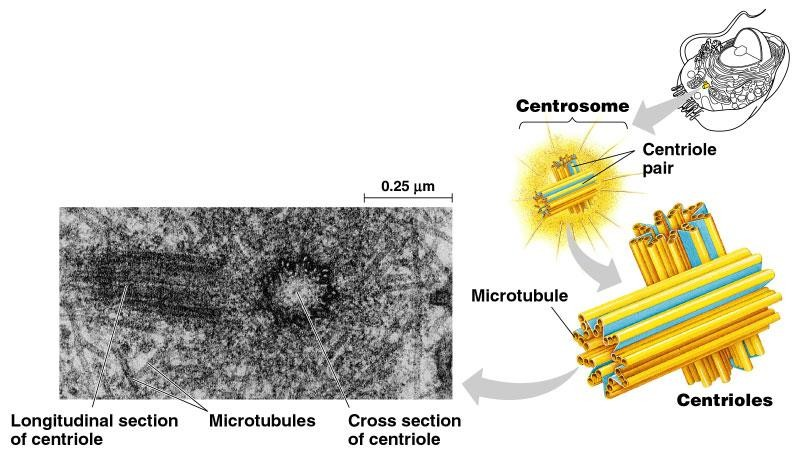 Centrosome
Centriole
pair
0.25 µm
Microtubule
Centrioles
Longitudinal section
of centriole
Microtubules
Cross section
of centriole